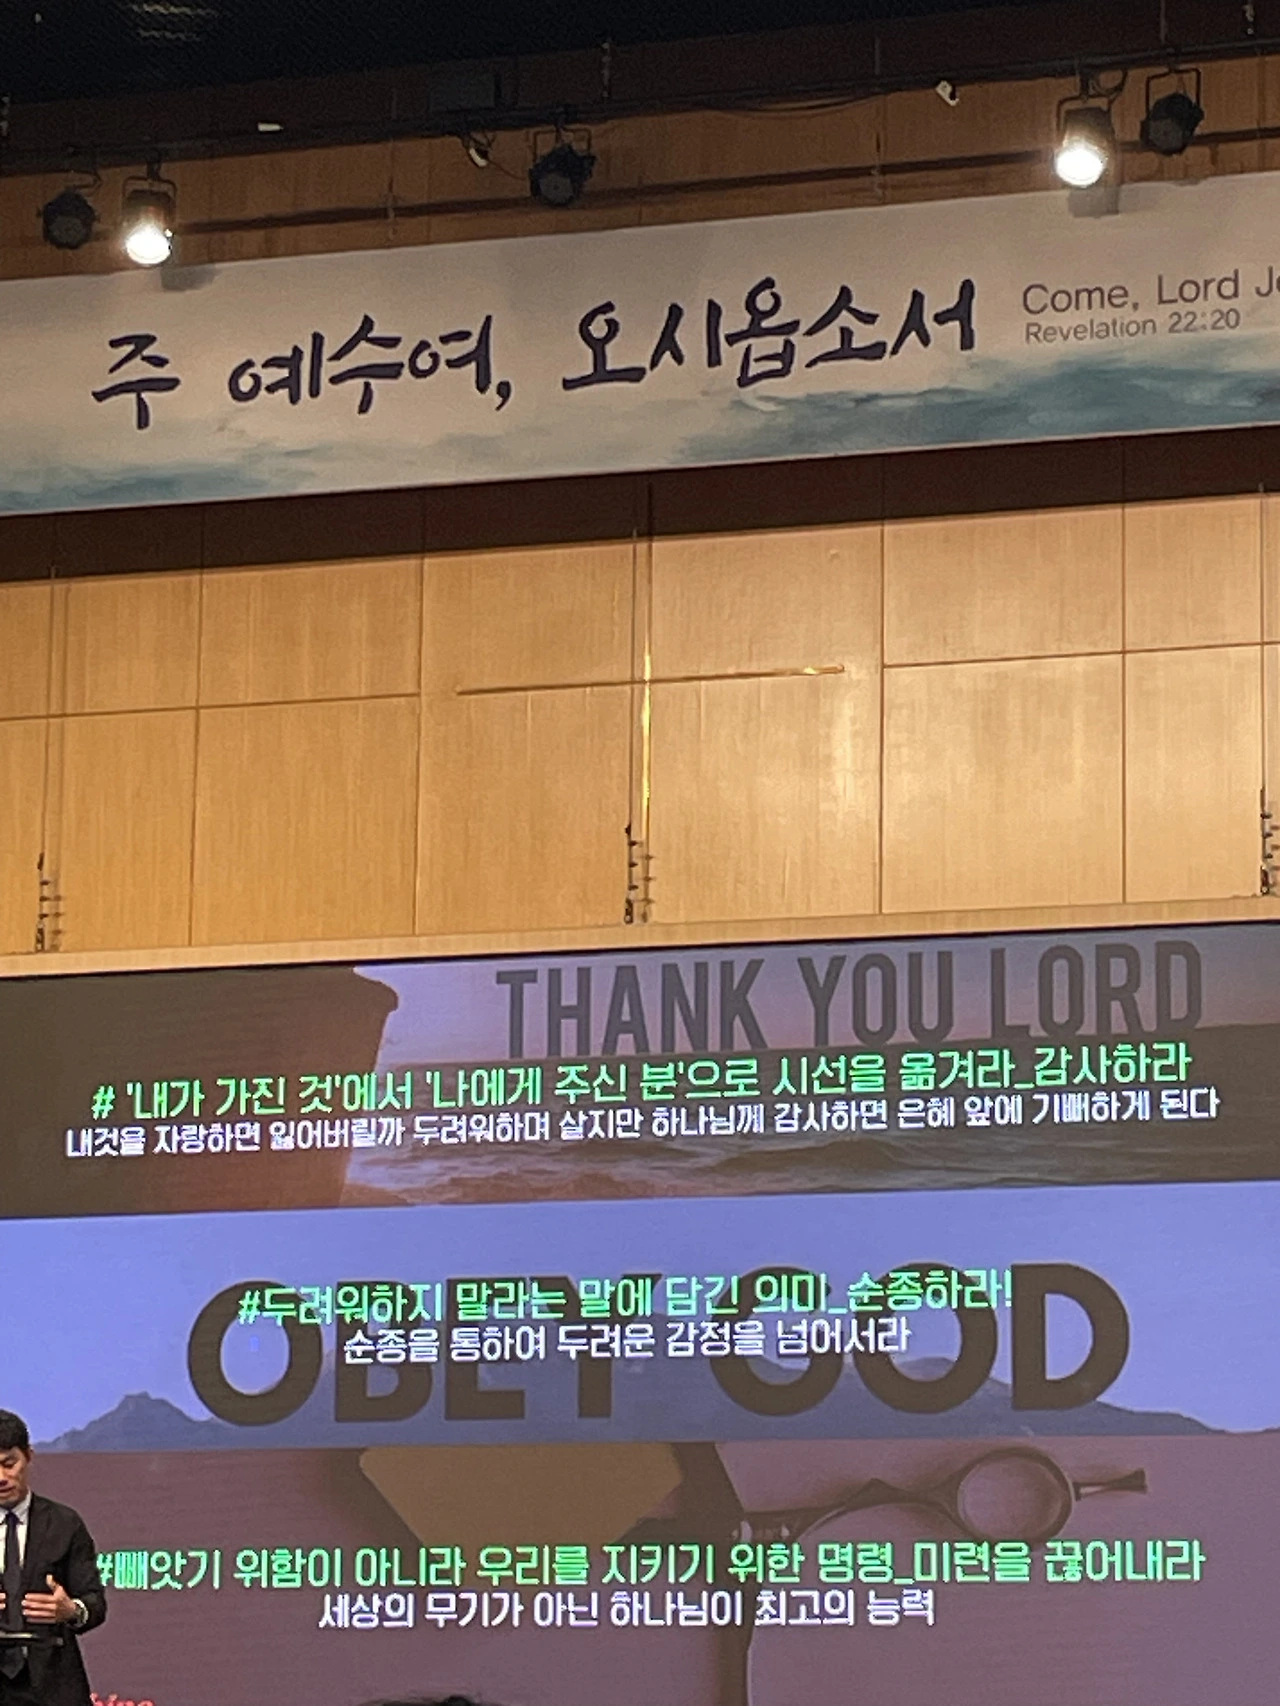 주 예수여, 오시옵소서
Come, Lord
Revelation 22:20
THANK YOU LORD
# '내가 가진 것'에서 '나에게 주신 분'으로 시선을 옮겨라_감사하라
내것을 자랑하면 잃어버릴까 두려워하며 살지만 하나님께 감사하면 은혜 앞에 기뻐하게 된다
OBEY GOD
#두려워하지 말라는 말에 담긴 의미_순종하라!
순종을 통하여 두려운 감정을 넘어서라
#빼앗기 위함이 아니라 우리를 지키기 위한 명령_미련을 끊어내라
세상의 무기가 아닌 하나님이 최고의 능력